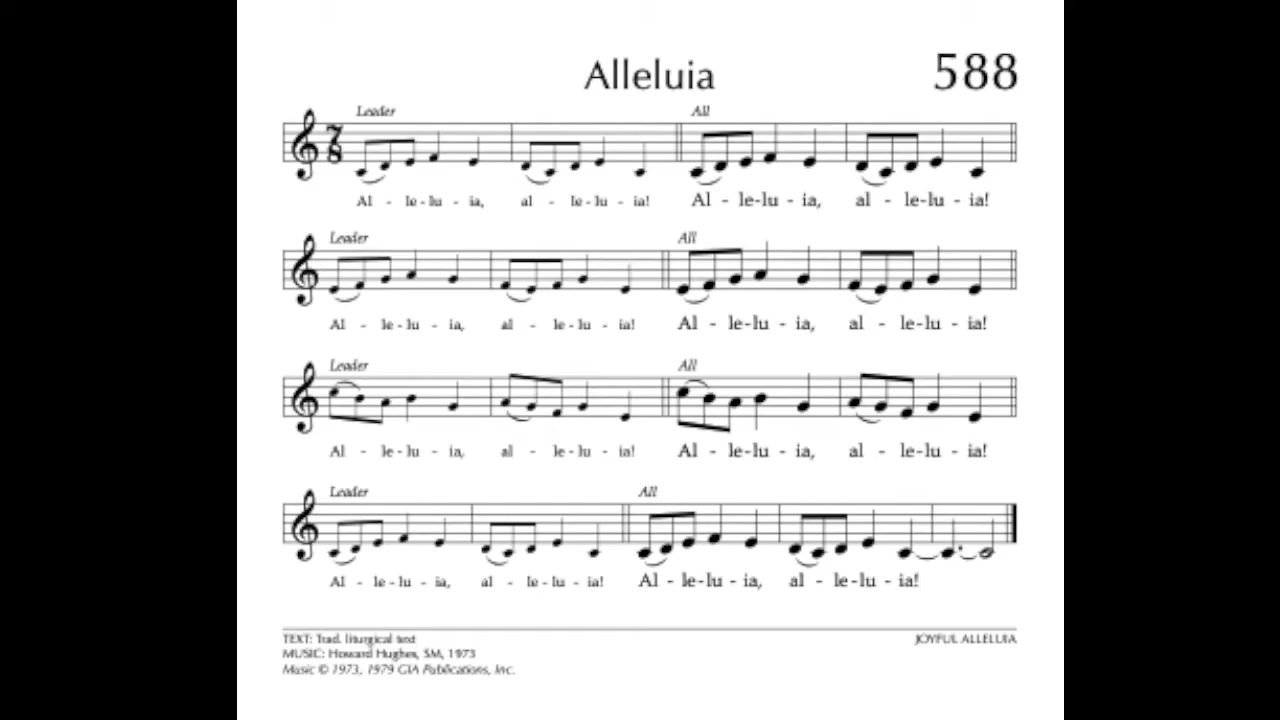 Alleluia 588
Leader All
7
8
Al - le - lu - ia, al - le - lu - ia! Al - le - lu - ia, al - le - lu - ia!
Leader All
Al - le - lu - ia, al - le - lu - ia! Al - le - lu - ia, al - le - lu - ia!
Leader All
Al - le - lu - ia, al - le - lu - ia! Al - le - lu - ia, al - le - lu - ia!
Leader All
Al - le - lu - ia, al - le - lu - ia! Al - le - lu - ia, al - le - lu - ia!
TEXT: Trad. liturgical text JOYFUL ALLELUIA
MUSIC: Howard Hughes, SM, 1973
Music © 1973, 1979 GIA Publications, Inc.